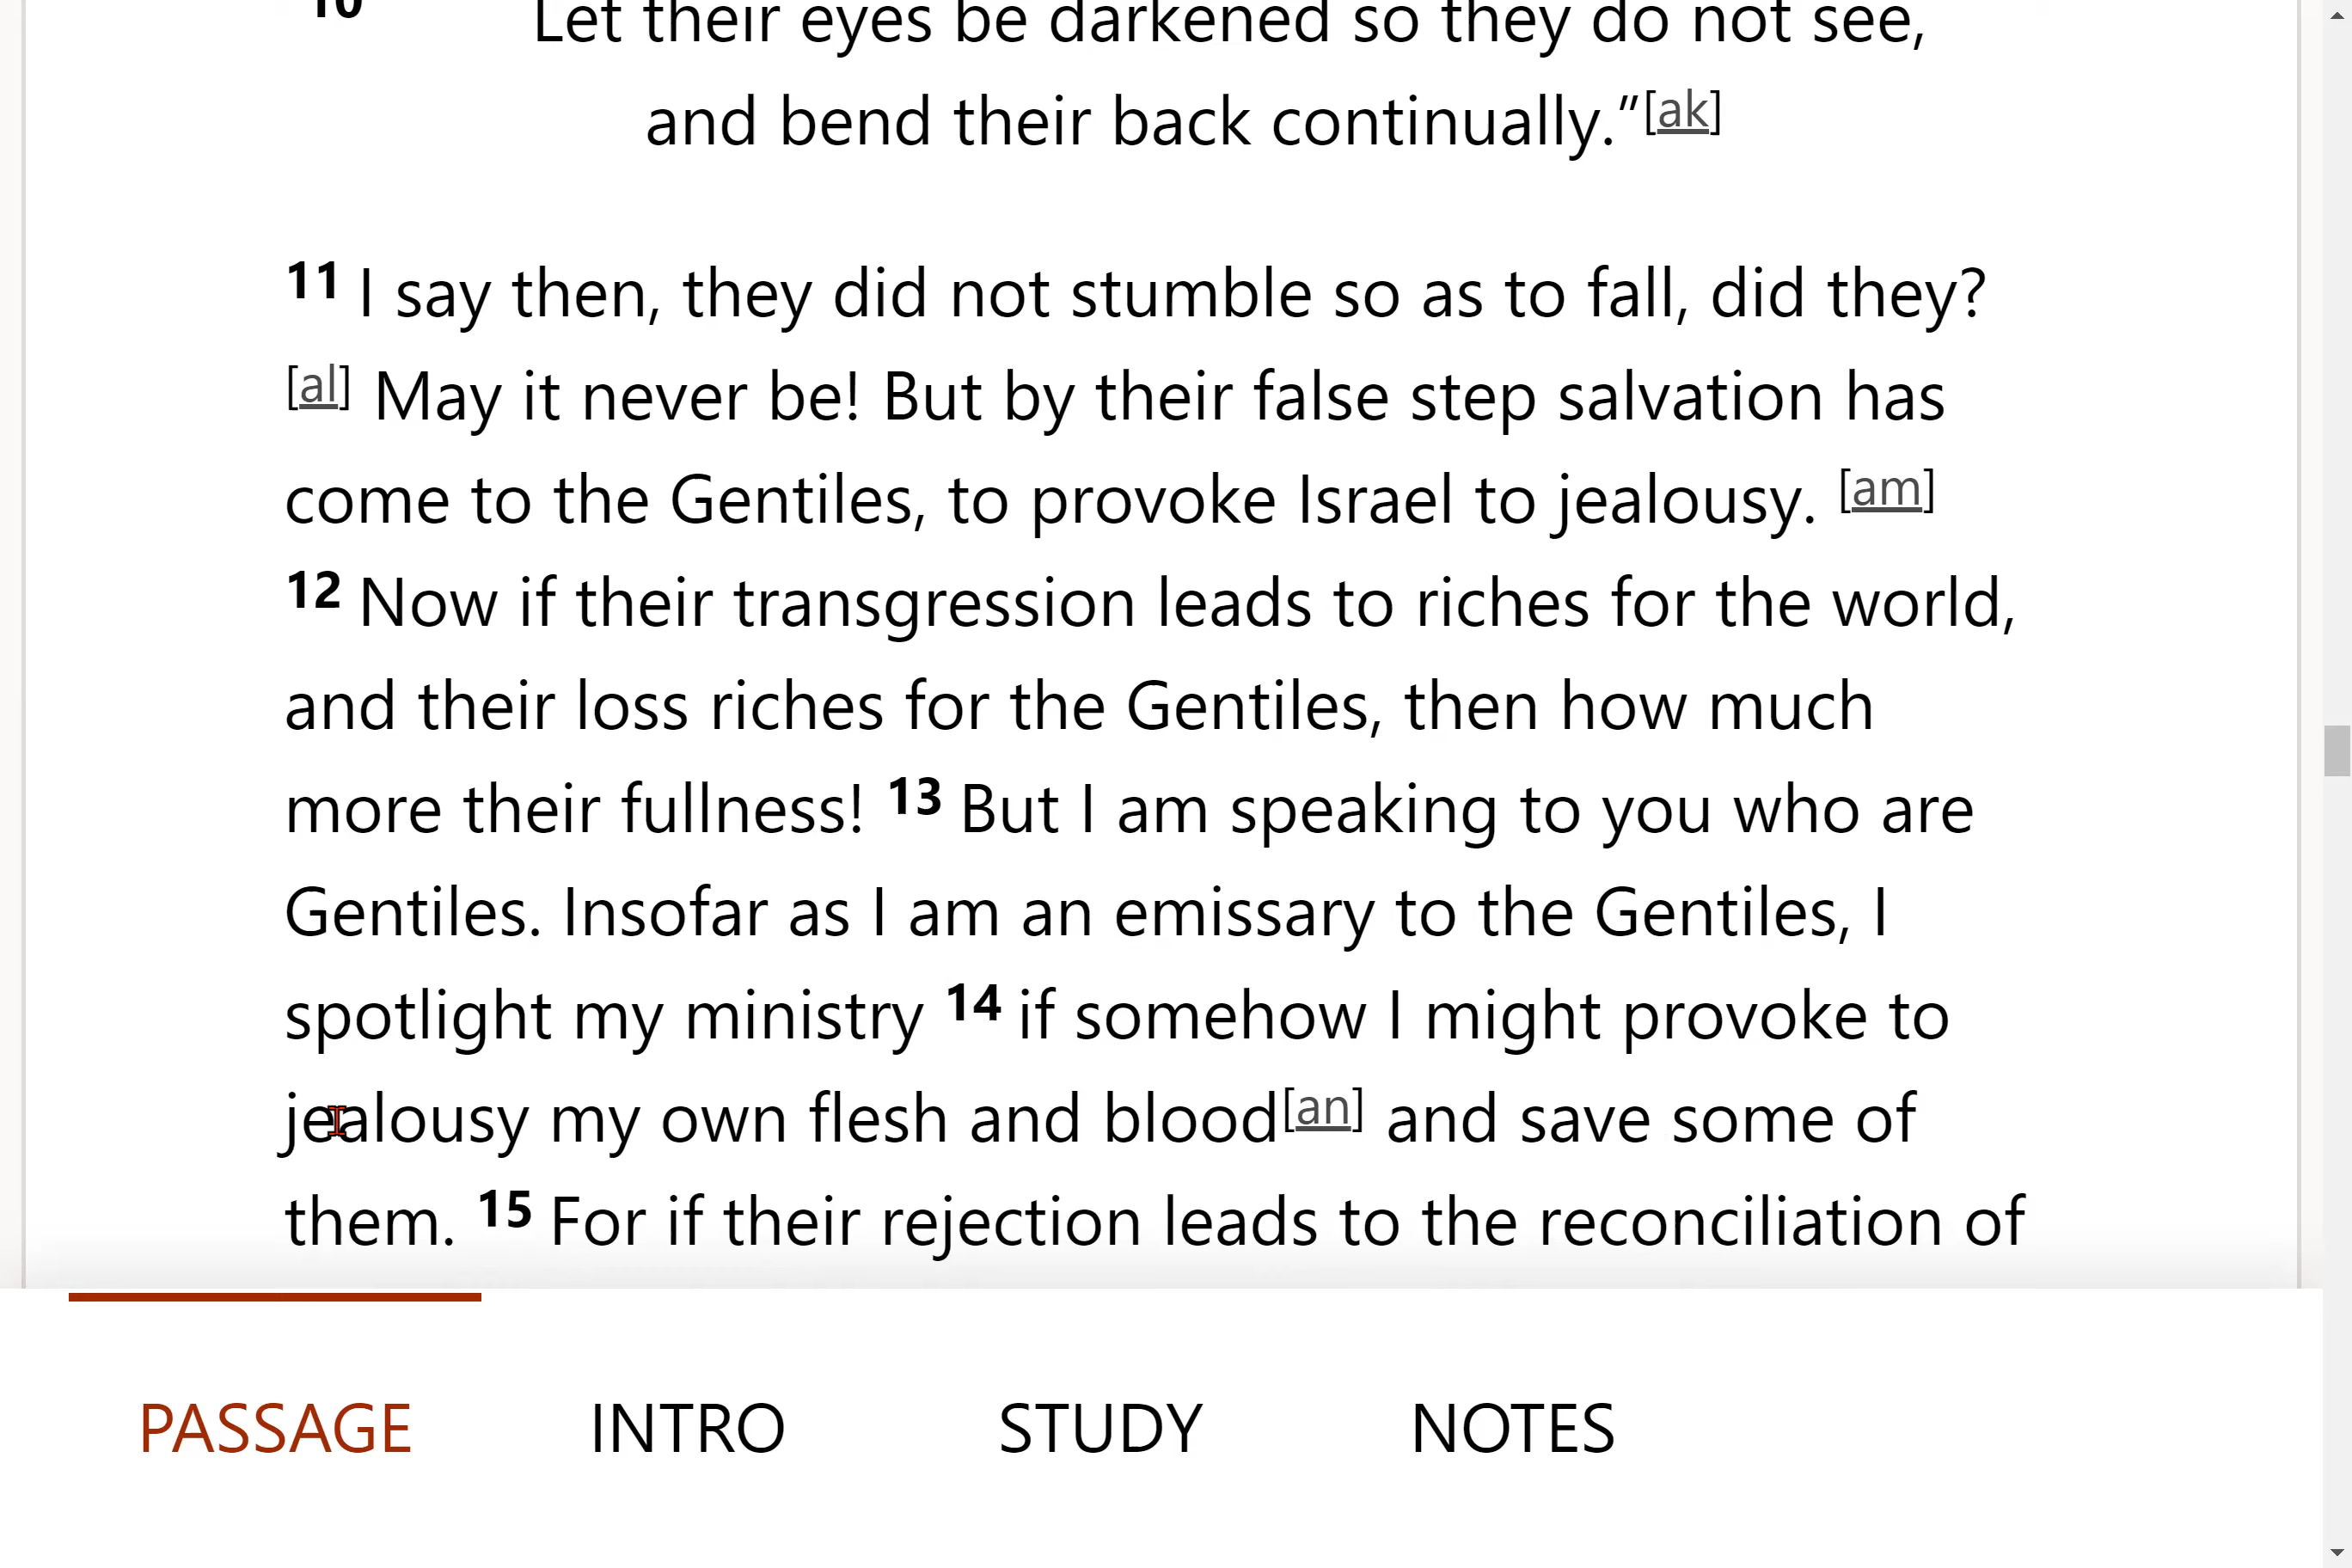 10 Let their eyes be darkened so they do not see,
and bend their back continually.”[ak]
11 I say then, they did not stumble so as to fall, did they?
[al] May it never be! But by their false step salvation has
come to the Gentiles, to provoke Israel to jealousy. [am]
12 Now if their transgression leads to riches for the world,
and their loss riches for the Gentiles, then how much
more their fullness! 13 But I am speaking to you who are
Gentiles. Insofar as I am an emissary to the Gentiles, I
spotlight my ministry 14 if somehow I might provoke to
jealousy my own flesh and blood[an] and save some of
them. 15 For if their rejection leads to the reconciliation of
PASSAGE INTRO STUDY NOTES